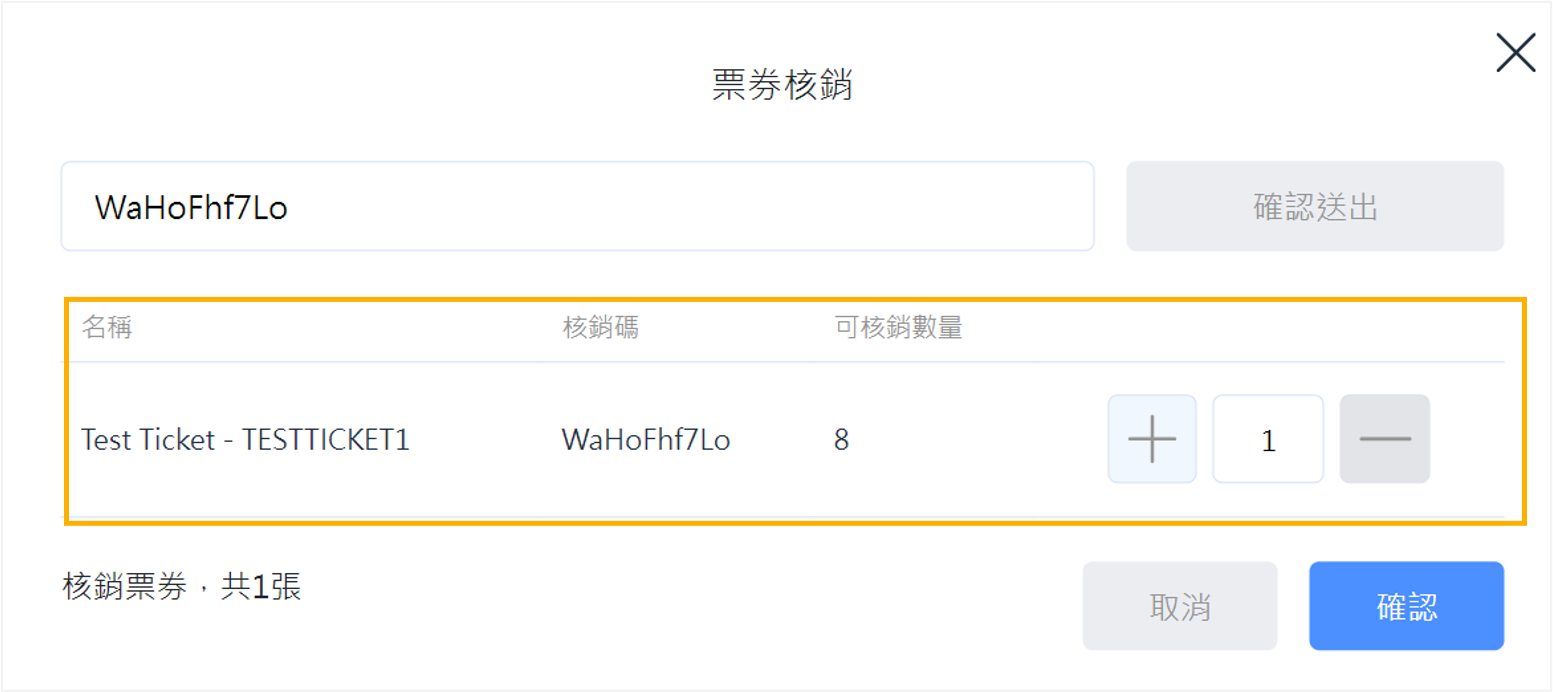 票券核銷
WaHoFhf7Lo
確認送出
名稱 核銷碼 可核銷數量
Test Ticket - TESTTICKET1 WaHoFhf7Lo 8 1
核銷票券，共1張
取消 確認